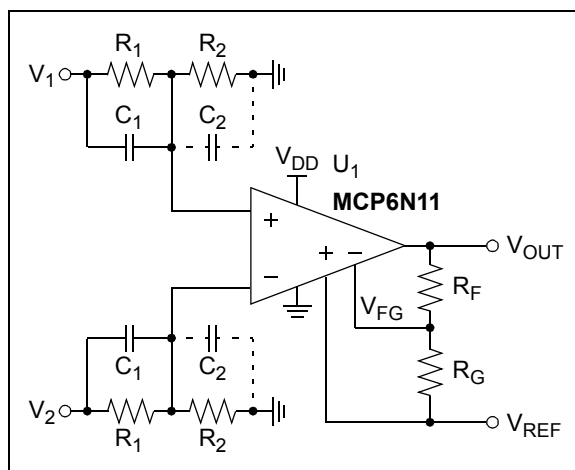 R1 R2
V1
C1 C2
VDD U1
MCP6N11
+
+ −
VOUT
−
RF
VFG
C1 C2
RG
V2
R1 R2
VREF